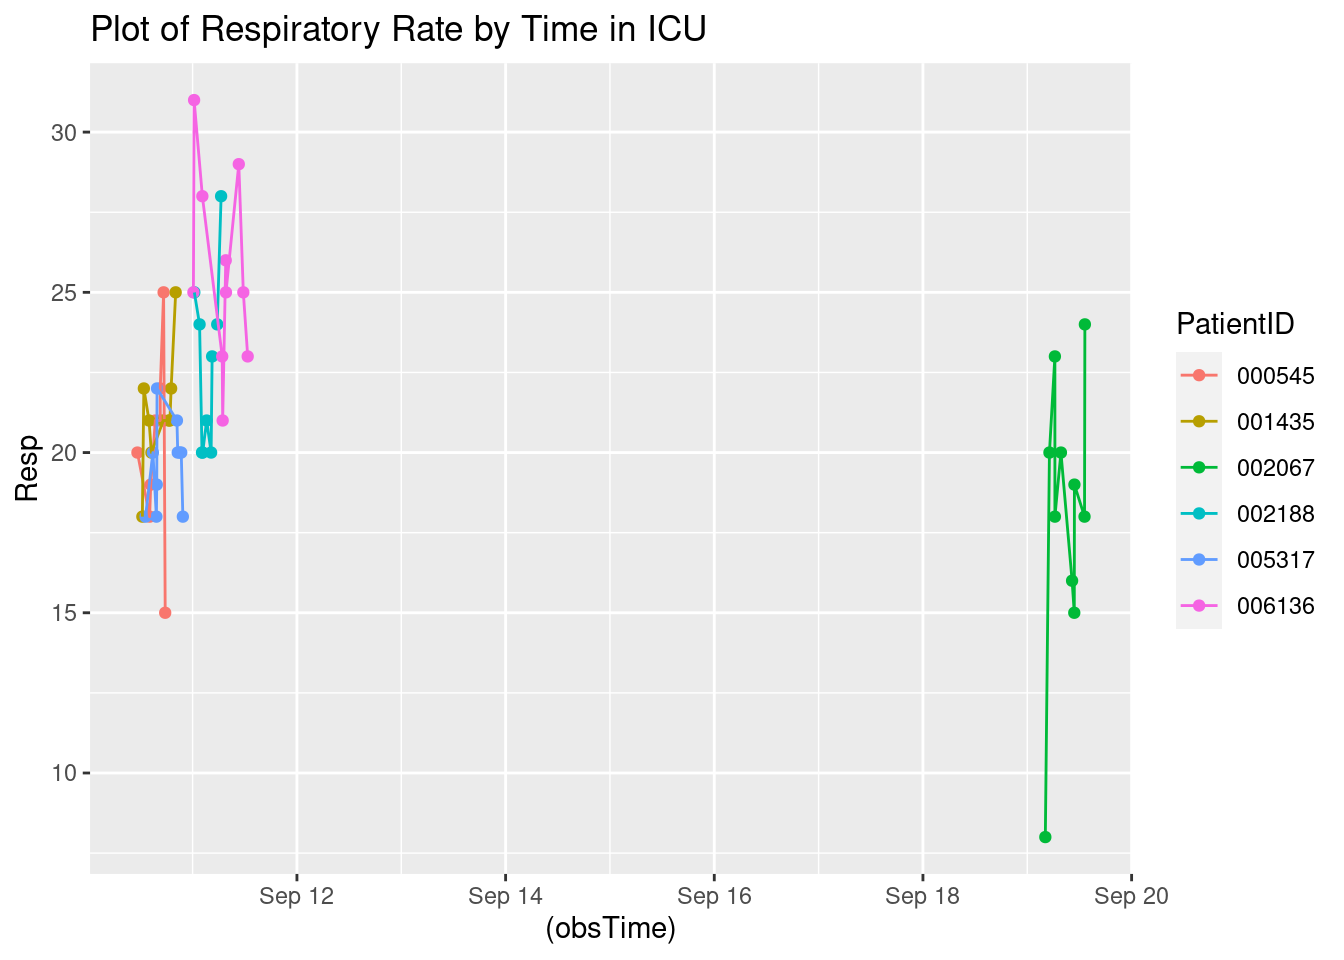 Plot of Respiratory Rate by Time in ICU
30
25
20
15
10
Resp
Sep 12
Sep 14
Sep 16
Sep 18
Sep 20
(obsTime)
PatientID
000545
001435
002067
002188
005317
006136